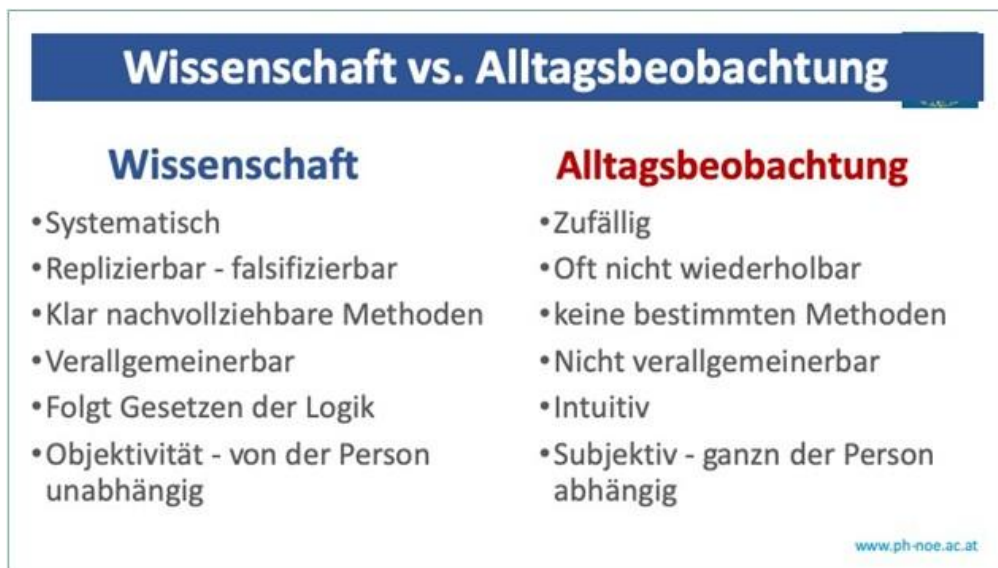 Wissenschaft vs. Alltagsbeobachtung
Wissenschaft
•Systematisch
•Replizierbar - falsifizierbar
•Klar nachvollziehbare Methoden
•Verallgemeinerbar
•Folgt Gesetzen der Logik
•Objektivität - von der Person
unabhängig
Alltagsbeobachtung
•Zufällig
•Oft nicht wiederholbar
•keine bestimmten Methoden
•Nicht verallgemeinerbar
•Intuitiv
•Subjektiv - ganzn der Person
abhängig
www.ph-noe.ac.at